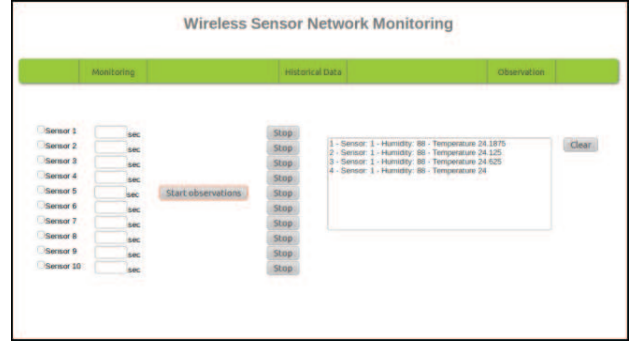 Wireless Sensor Network Monitoring
Monitoring Historical Data Observation
Sensor 1 sec Stop
Sensor 2 sec Stop
Sensor 3 sec Stop
Sensor 4 sec Stop
Sensor 5 sec Start observations Stop
Sensor 6 sec Stop
Sensor 7 sec Stop
Sensor 8 sec Stop
Sensor 9 sec Stop
Sensor 10 sec Stop
1 - Sensor: 1 - Humidity: 88 - Temperature 24.1875
2 - Sensor: 1 - Humidity: 88 - Temperature 24.125
3 - Sensor: 1 - Humidity: 88 - Temperature 24.625
4 - Sensor: 1 - Humidity: 88 - Temperature 24
Clear